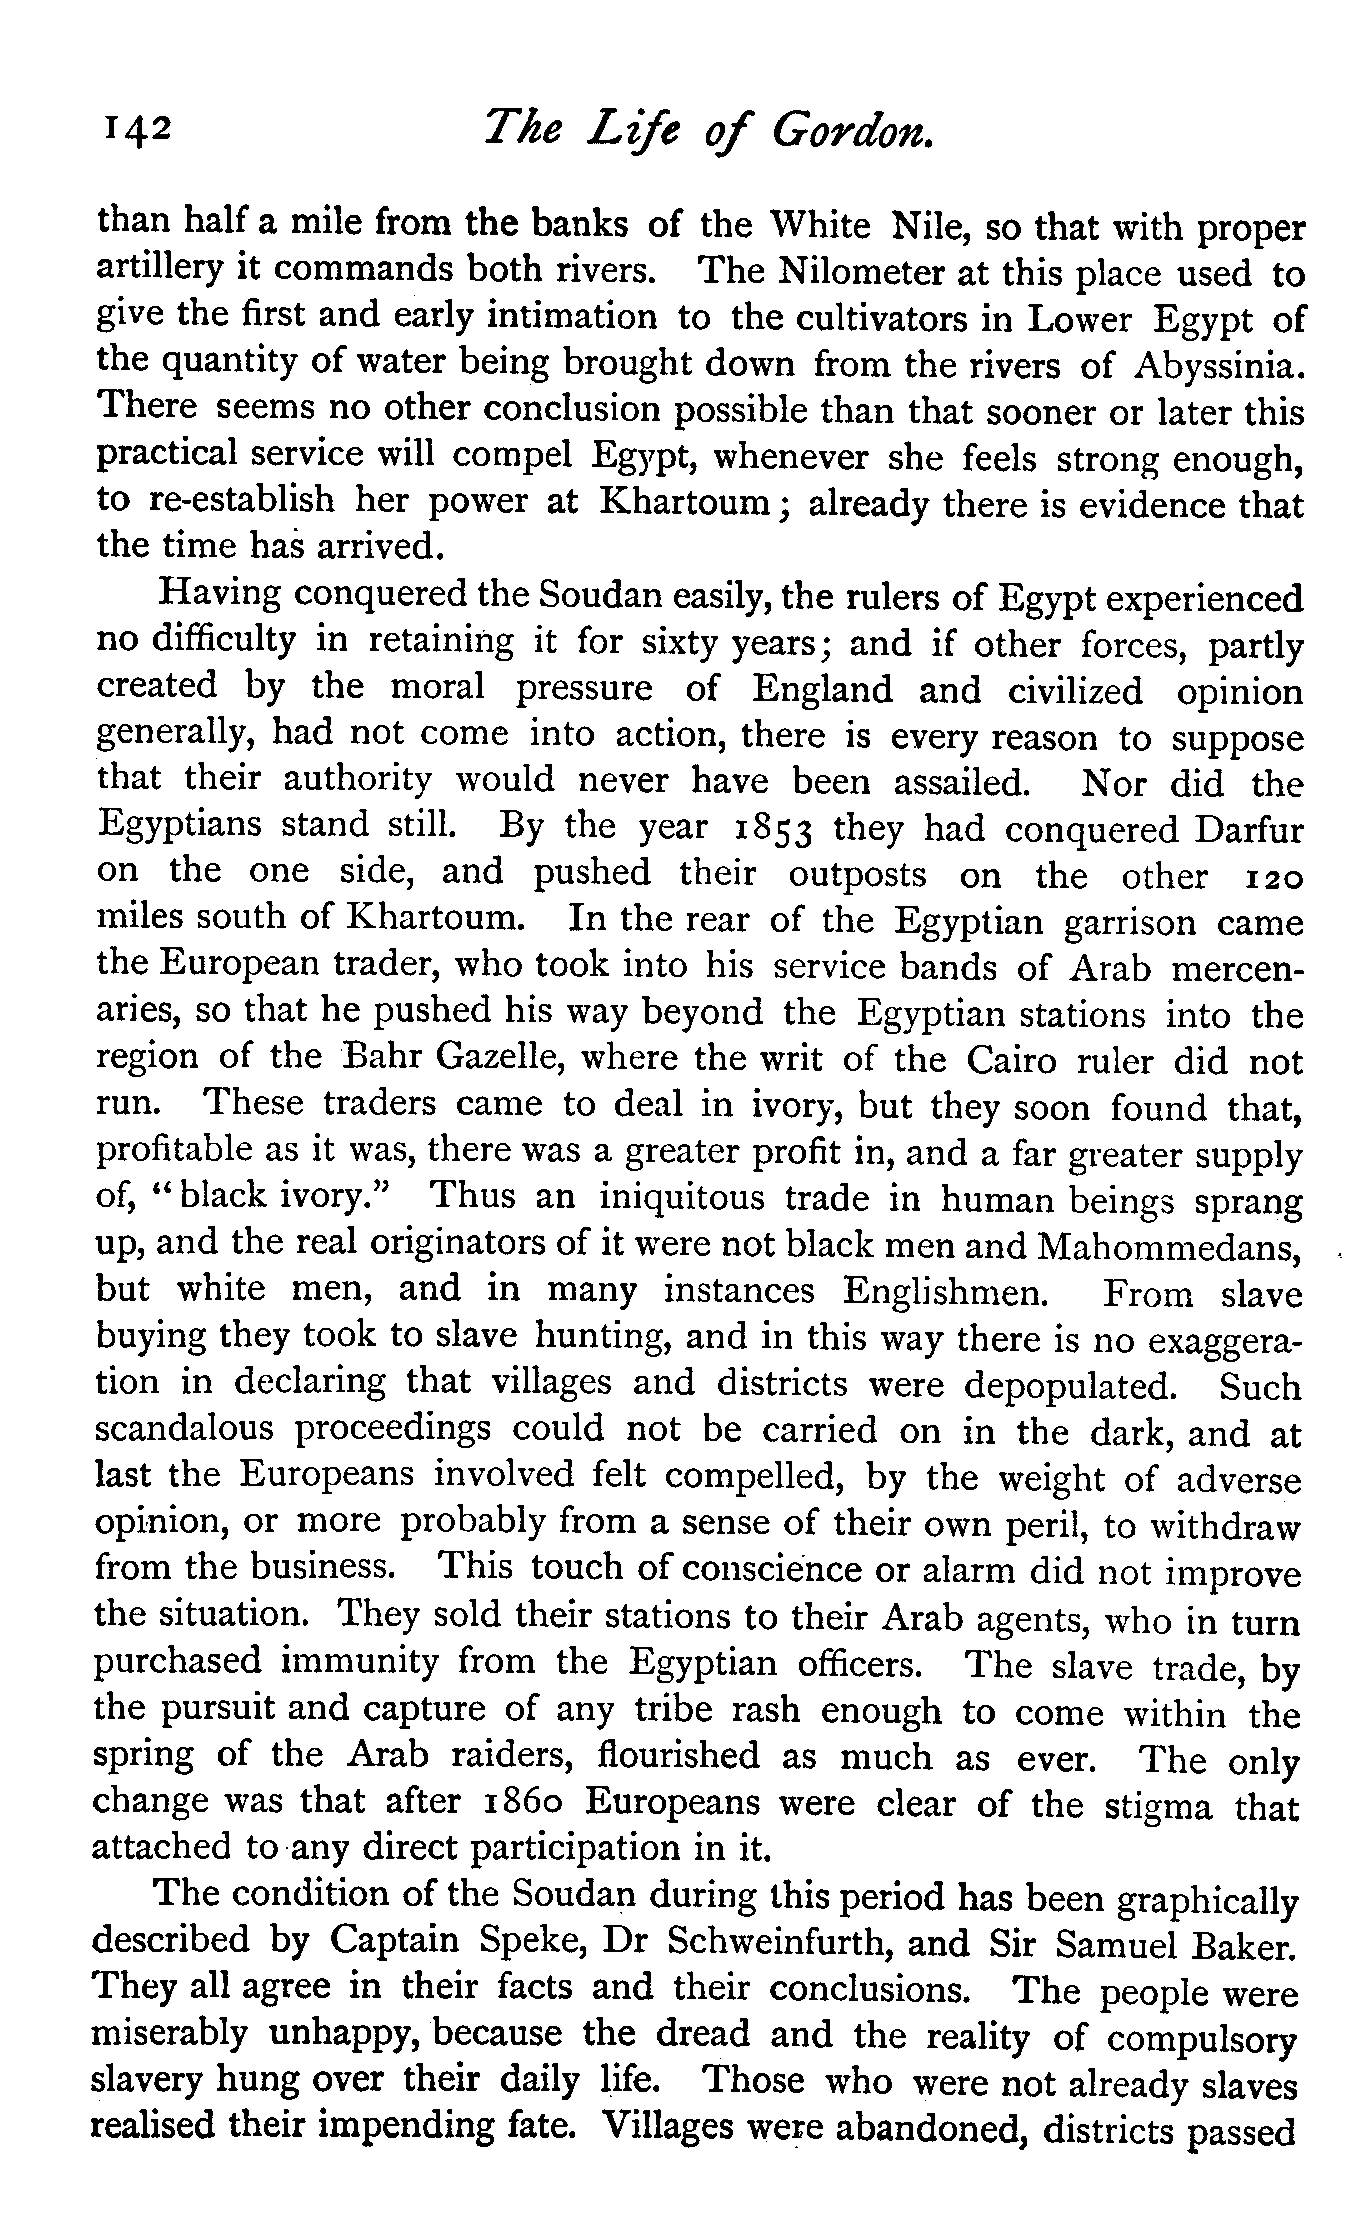 142 The Life of Gordon.
than half a mile from the banks of the White Nile, so that with proper
artillery it commands both rivers. The Nilometer at this place used to
give the first and early intimation to the cultivators in Lower Egypt of
the quantity of water being brought down from the rivers of Abyssinia.
There seems no other conclusion possible than that sooner or later this
practical service will compel Egypt, whenever she feels strong enough,
to re-establish her power at Khartoum; already there is evidence that
the time has arrived.
Having conquered the Soudan easily, the rulers of Egypt experienced
no difficulty in retaining it for sixty years; and if other forces, partly
created by the moral pressure of England and civilized opinion
generally, had not come into action, there is every reason to suppose
that their authority would never have been assailed. Nor did the
Egyptians stand still. By the year 1853 they had conquered Darfur
on the one side, and pushed their outposts on the other 120
miles south of Khartoum. In the rear of the Egyptian garrison came
the European trader, who took into his service bands of Arab mercen-
aries, so that he pushed his way beyond the Egyptian stations into the
region of the Bahr Gazelle, where the writ of the Cairo ruler did not
run. These traders came to deal in ivory, but they soon found that,
profitable as it was, there was a greater profit in, and a far greater supply
of, "black ivory." Thus an iniquitous trade in human beings sprang
up, and the real originators of it were not black men and Mahommedans,
but white men, and in many instances Englishmen. From slave
buying they took to slave hunting, and in this way there is no exaggera-
tion in declaring that villages and districts were depopulated. Such
scandalous proceedings could not be carried on in the dark, and at
last the Europeans involved felt compelled, by the weight of adverse
opinion, or more probably from a sense of their own peril, to withdraw
from the business. This touch of conscience or alarm did not improve
the situation. They sold their stations to their Arab agents, who in turn
purchased immunity from the Egyptian officers. The slave trade, by
the pursuit and capture of any tribe rash enough to come within the
spring of the Arab raiders, flourished as much as ever. The only
change was that after 1860 Europeans were clear of the stigma that
attached to any direct participation in it.
The condition of the Soudan during this period has been graphically
described by Captain Speke, Dr Schweinfurth, and Sir Samuel Baker.
They all agree in their facts and their conclusions. The people were
miserably unhappy, because the dread and the reality of compulsory
slavery hung over their daily life. Those who were not already slaves
realised their impending fate. Villages were abandoned, districts passed